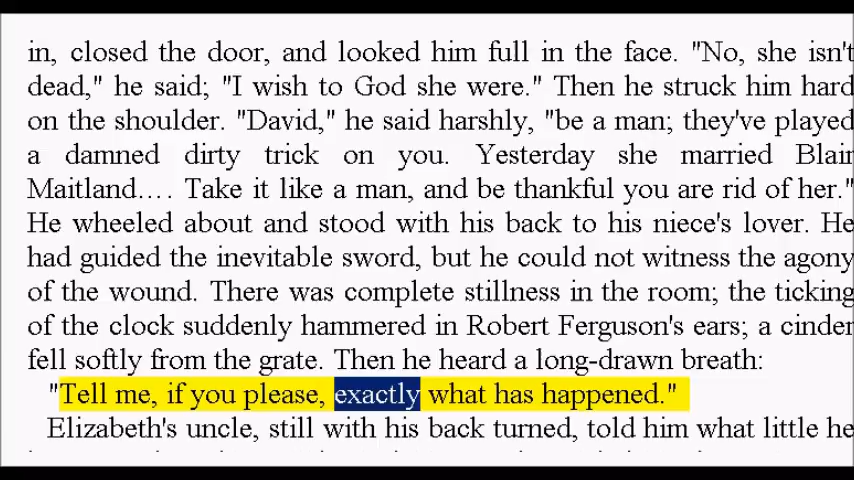 in, closed the door, and looked him full in the face. "No, she isn't
dead," he said; "I wish to God she were." Then he struck him hard
on the shoulder. "David," he said harshly, "be a man; they've played
a damned dirty trick on you. Yesterday she married Blair
Maitland.... Take it like a man, and be thankful you are rid of her."
He wheeled about and stood with his back to his niece's lover. He
had guided the inevitable sword, but he could not witness the agony
of the wound. There was complete stillness in the room; the ticking
of the clock suddenly hammered in Robert Ferguson's ears; a cinder
fell softly from the grate. Then he heard a long-drawn breath:
"Tell me, if you please, exactly what has happened."
Elizabeth's uncle, still with his back turned, told him what little he